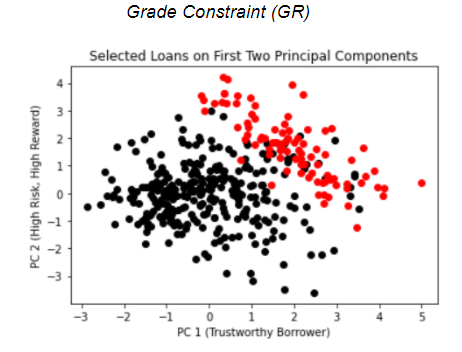 Grade Constraint (GR)
Selected Loans on First Two Principal Components
PC 2 (High Risk, High Reward)
4
3
2
1
0
−1
−2
−3
−3 −2 −1 0 1 2 3 4 5
PC 1 (Trustworthy Borrower)